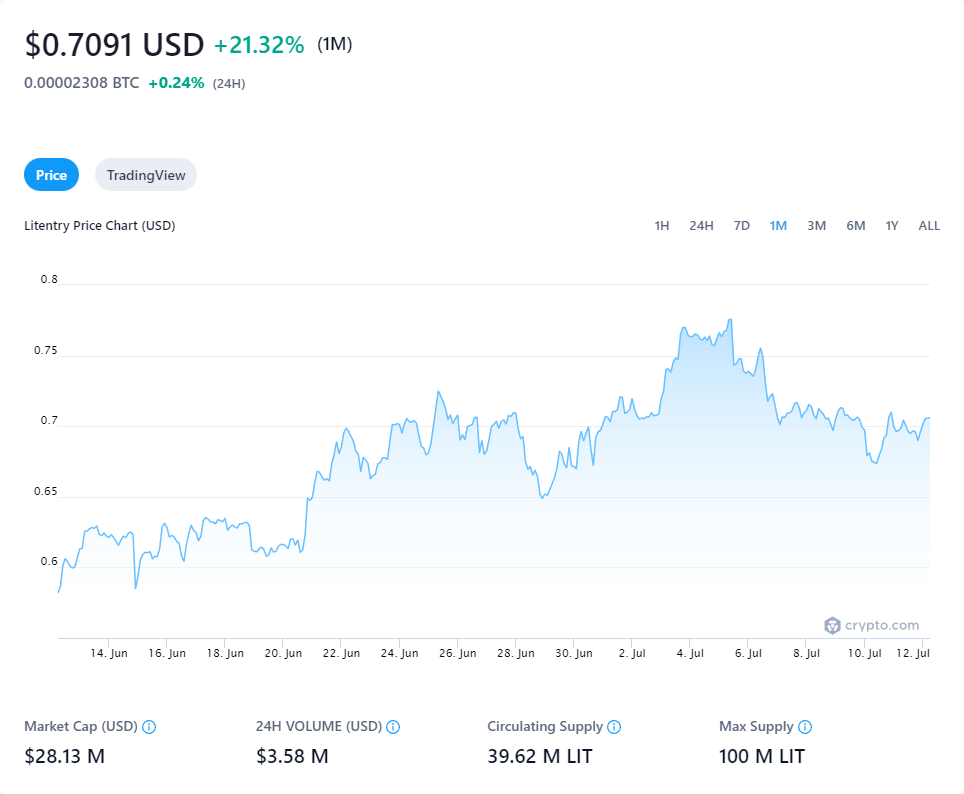 $0.7091 USD +21.32% (1M)
0.00002308 BTC +0.24% (24H)
Price TradingView
Litentry Price Chart (USD) 1H 24H 7D 1M 3M 6M 1Y ALL
0.8
0.75
0.7
0.65
0.6
crypto.com
14. Jun 16. Jun 18. Jun 20. Jun 22. Jun 24. Jun 26. Jun 28. Jun 30. Jun 2. Jul 4. Jul 6. Jul 8. Jul 10. Jul 12. Jul
Market Cap (USD) 24H VOLUME (USD) Circulating Supply Max Supply
$28.13 M $3.58 M 39.62 M LIT 100 M LIT